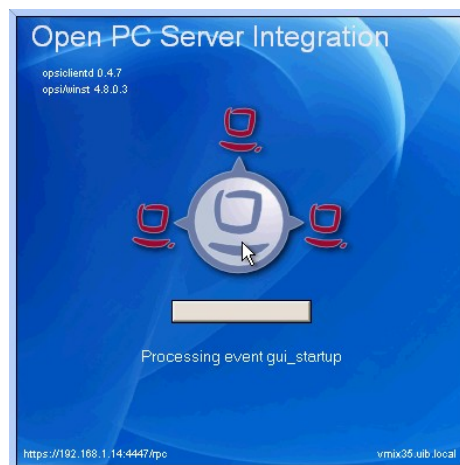 Open PC Server Integration
opsiclientd 0.4.7
opsi/winst 4.8.0.3
Processing event gui_startup
https://192.168.1.14:4447/rpc
vmix35.uib.local